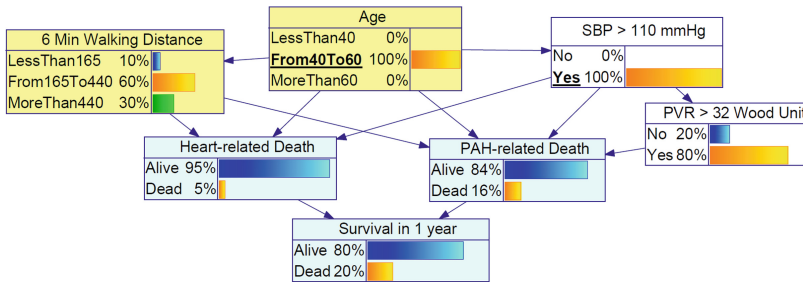 Age
LessThan40 0%
From40To60 100%
MoreThan60 0%
6 Min Walking Distance
LessThan165 10%
From165To440 60%
MoreThan440 30%
SBP > 110 mmHg
No 0%
Yes 100%
PVR > 32 Wood Unit
No 20%
Yes 80%
Heart-related Death
Alive 95%
Dead 5%
PAH-related Death
Alive 84%
Dead 16%
Survival in 1 year
Alive 80%
Dead 20%